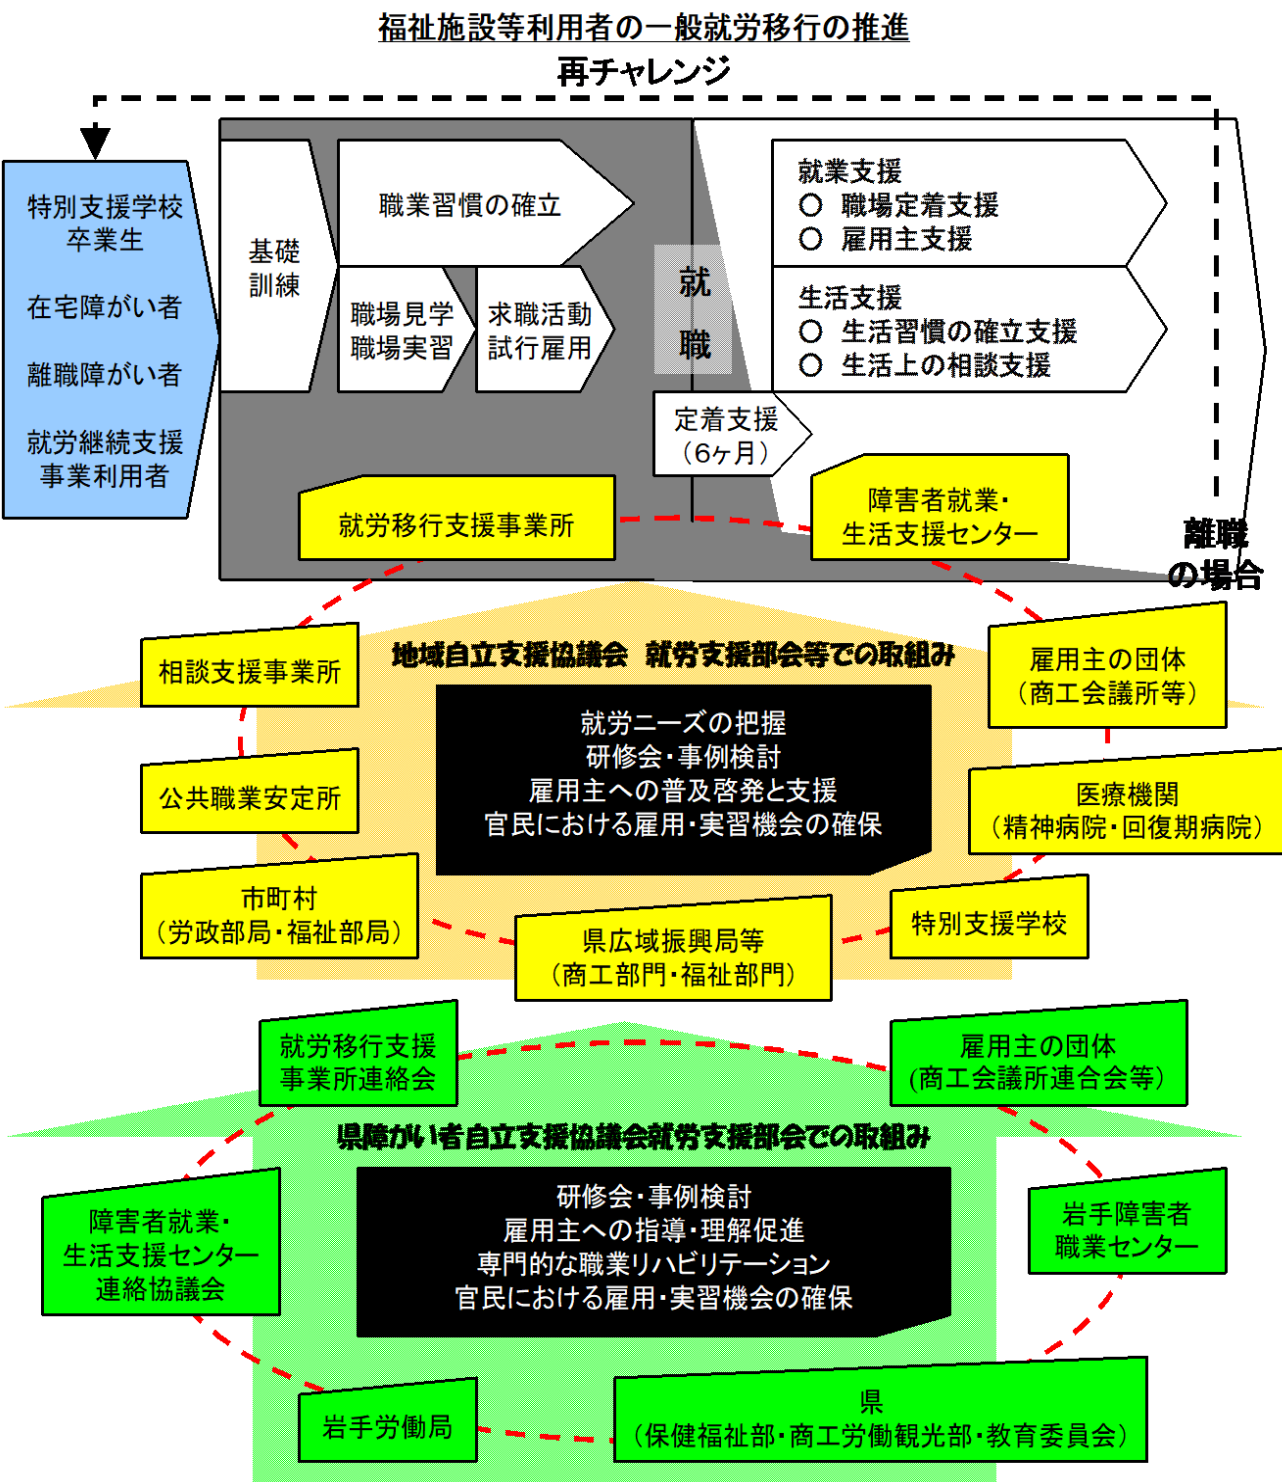 福祉施設等利用者の一般就労移行の推進
再チャレンジ
特別支援学校
卒業生
在宅障がい者
離職障がい者
就労継続支援
事業利用者
基礎
訓練
職業習慣の確立
職場見学
職場実習
求職活動
試行雇用
就
職
就業支援
○ 職場定着支援
○ 雇用主支援
生活支援
○ 生活習慣の確立支援
○ 生活上の相談支援
定着支援
（6ヶ月）
離職
の場合
就労移行支援事業所
障害者就業・
生活支援センター
相談支援事業所
地域自立支援協議会 就労支援部会等での取組み
雇用主の団体
（商工会議所等）
就労ニーズの把握
研修会・事例検討
雇用主への普及啓発と支援
官民における雇用・実習機会の確保
公共職業安定所
医療機関
（精神病院・回復期病院）
市町村
（労政部局・福祉部局）
県広域振興局等
（商工部門・福祉部門）
特別支援学校
就労移行支援
事業所連絡会
雇用主の団体
(商工会議所連合会等）
県障がい者自立支援協議会就労支援部会での取組み
研修会・事例検討
雇用主への指導・理解促進
専門的な職業リハビリテーション
官民における雇用・実習機会の確保
障害者就業・
生活支援センター
連絡協議会
岩手障害者
職業センター
岩手労働局
県
（保健福祉部・商工労働観光部・教育委員会）